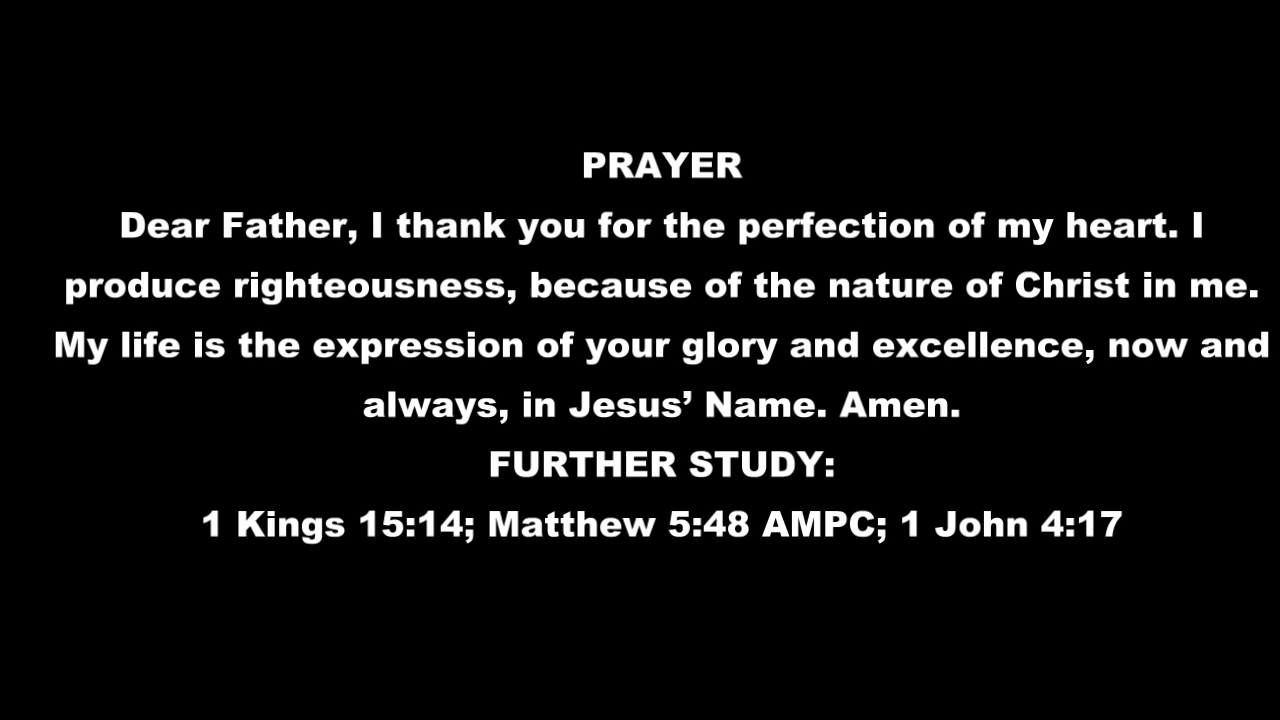 PRAYER
Dear Father, I thank you for the perfection of my heart. I
produce righteousness, because of the nature of Christ in me.
My life is the expression of your glory and excellence, now and
always, in Jesus’ Name. Amen.
FURTHER STUDY:
1 Kings 15:14; Matthew 5:48 AMPC; 1 John 4:17